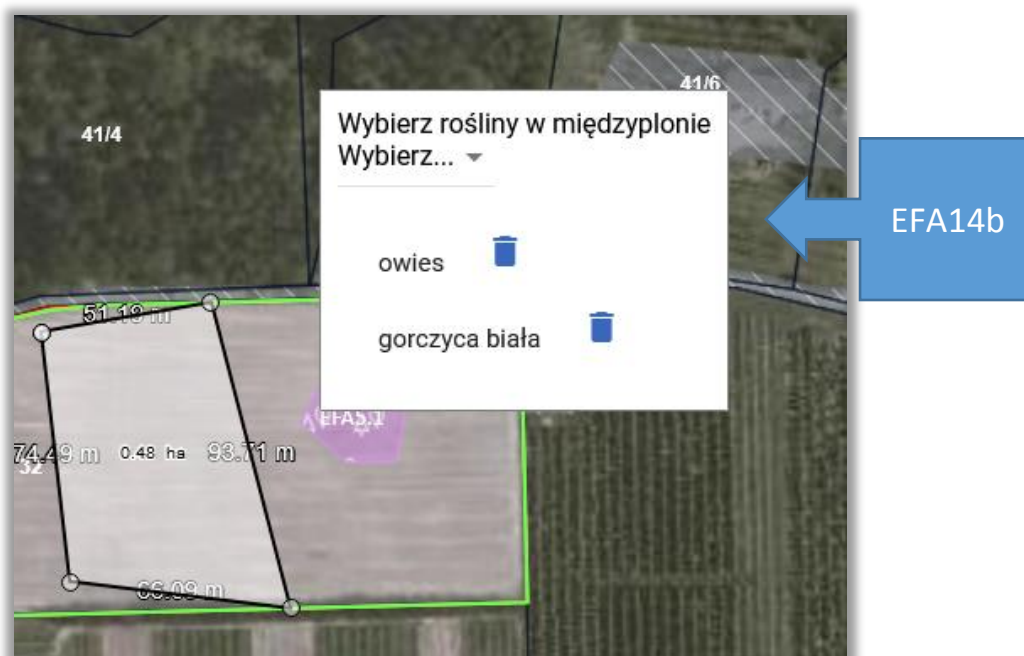 41/6
41/4
Wybierz rośliny w międzyplonie
Wybierz...
EFA14b
owies
gorczyca biała
51.19 m
EFA5.1
74.49 m
0.48 ha
93.71 m
32
66.09 m